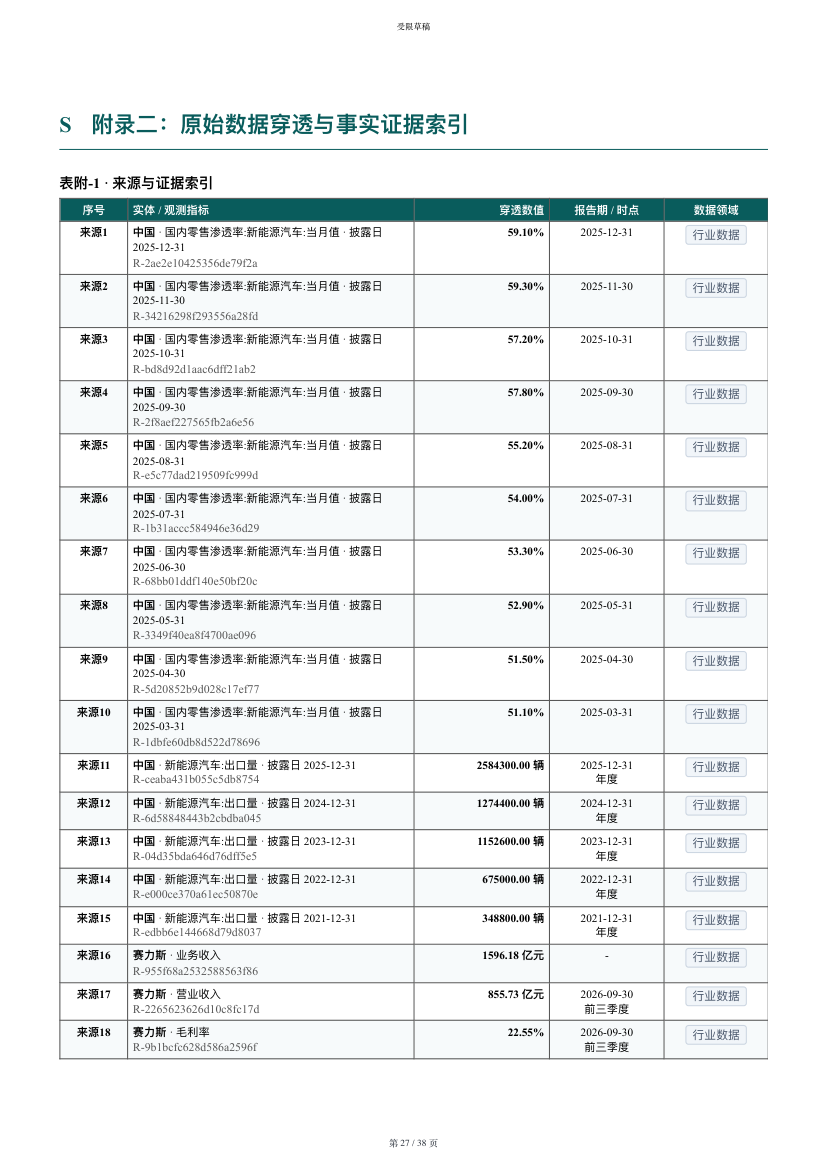 受限草稿
S 附录二：原始数据穿透与事实证据索引
表附-1 · 来源与证据索引
序号 实体 / 观测指标 穿透数值 报告期 / 时点 数据领域
来源1 中国 · 国内零售渗透率:新能源汽车:当月值 · 披露日 59.10% 2025-12-31 行业数据
2025-12-31
R-2ae2e10425356de79f2a
来源2 中国 · 国内零售渗透率:新能源汽车:当月值 · 披露日 59.30% 2025-11-30 行业数据
2025-11-30
R-34216298f293556a28fd
来源3 中国 · 国内零售渗透率:新能源汽车:当月值 · 披露日 57.20% 2025-10-31 行业数据
2025-10-31
R-bd8d92d1aac6dff21ab2
来源4 中国 · 国内零售渗透率:新能源汽车:当月值 · 披露日 57.80% 2025-09-30 行业数据
2025-09-30
R-2f8aef227565fb2a6e56
来源5 中国 · 国内零售渗透率:新能源汽车:当月值 · 披露日 55.20% 2025-08-31 行业数据
2025-08-31
R-e5c77dad219509fc999d
来源6 中国 · 国内零售渗透率:新能源汽车:当月值 · 披露日 54.00% 2025-07-31 行业数据
2025-07-31
R-1b31accc584946e36d29
来源7 中国 · 国内零售渗透率:新能源汽车:当月值 · 披露日 53.30% 2025-06-30 行业数据
2025-06-30
R-68bb01ddf140e50bf20c
来源8 中国 · 国内零售渗透率:新能源汽车:当月值 · 披露日 52.90% 2025-05-31 行业数据
2025-05-31
R-3349f40ea8f4700ae096
来源9 中国 · 国内零售渗透率:新能源汽车:当月值 · 披露日 51.50% 2025-04-30 行业数据
2025-04-30
R-5d20852b9d028c17ef77
来源10 中国 · 国内零售渗透率:新能源汽车:当月值 · 披露日 51.10% 2025-03-31 行业数据
2025-03-31
R-1dbfe60db8d522d78696
来源11 中国 · 新能源汽车:出口量 · 披露日 2025-12-31 2584300.00 辆 2025-12-31 行业数据
R-ceaba431b055c5db8754 年度
来源12 中国 · 新能源汽车:出口量 · 披露日 2024-12-31 1274400.00 辆 2024-12-31 行业数据
R-6d58848443b2cbdba045 年度
来源13 中国 · 新能源汽车:出口量 · 披露日 2023-12-31 1152600.00 辆 2023-12-31 行业数据
R-04d35bda646d76dff5e5 年度
来源14 中国 · 新能源汽车:出口量 · 披露日 2022-12-31 675000.00 辆 2022-12-31 行业数据
R-e000ce370a61ec50870e 年度
来源15 中国 · 新能源汽车:出口量 · 披露日 2021-12-31 348800.00 辆 2021-12-31 行业数据
R-edbb6e144668d79d8037 年度
来源16 赛力斯 · 业务收入 1596.18 亿元 - 行业数据
R-955f68a2532588563f86
来源17 赛力斯 · 营业收入 855.73 亿元 2026-09-30 行业数据
R-2265623626d10c8fc17d 前三季度
来源18 赛力斯 · 毛利率 22.55% 2026-09-30 行业数据
R-9b1bcfc628d586a2596f 前三季度
第 27 / 38 页